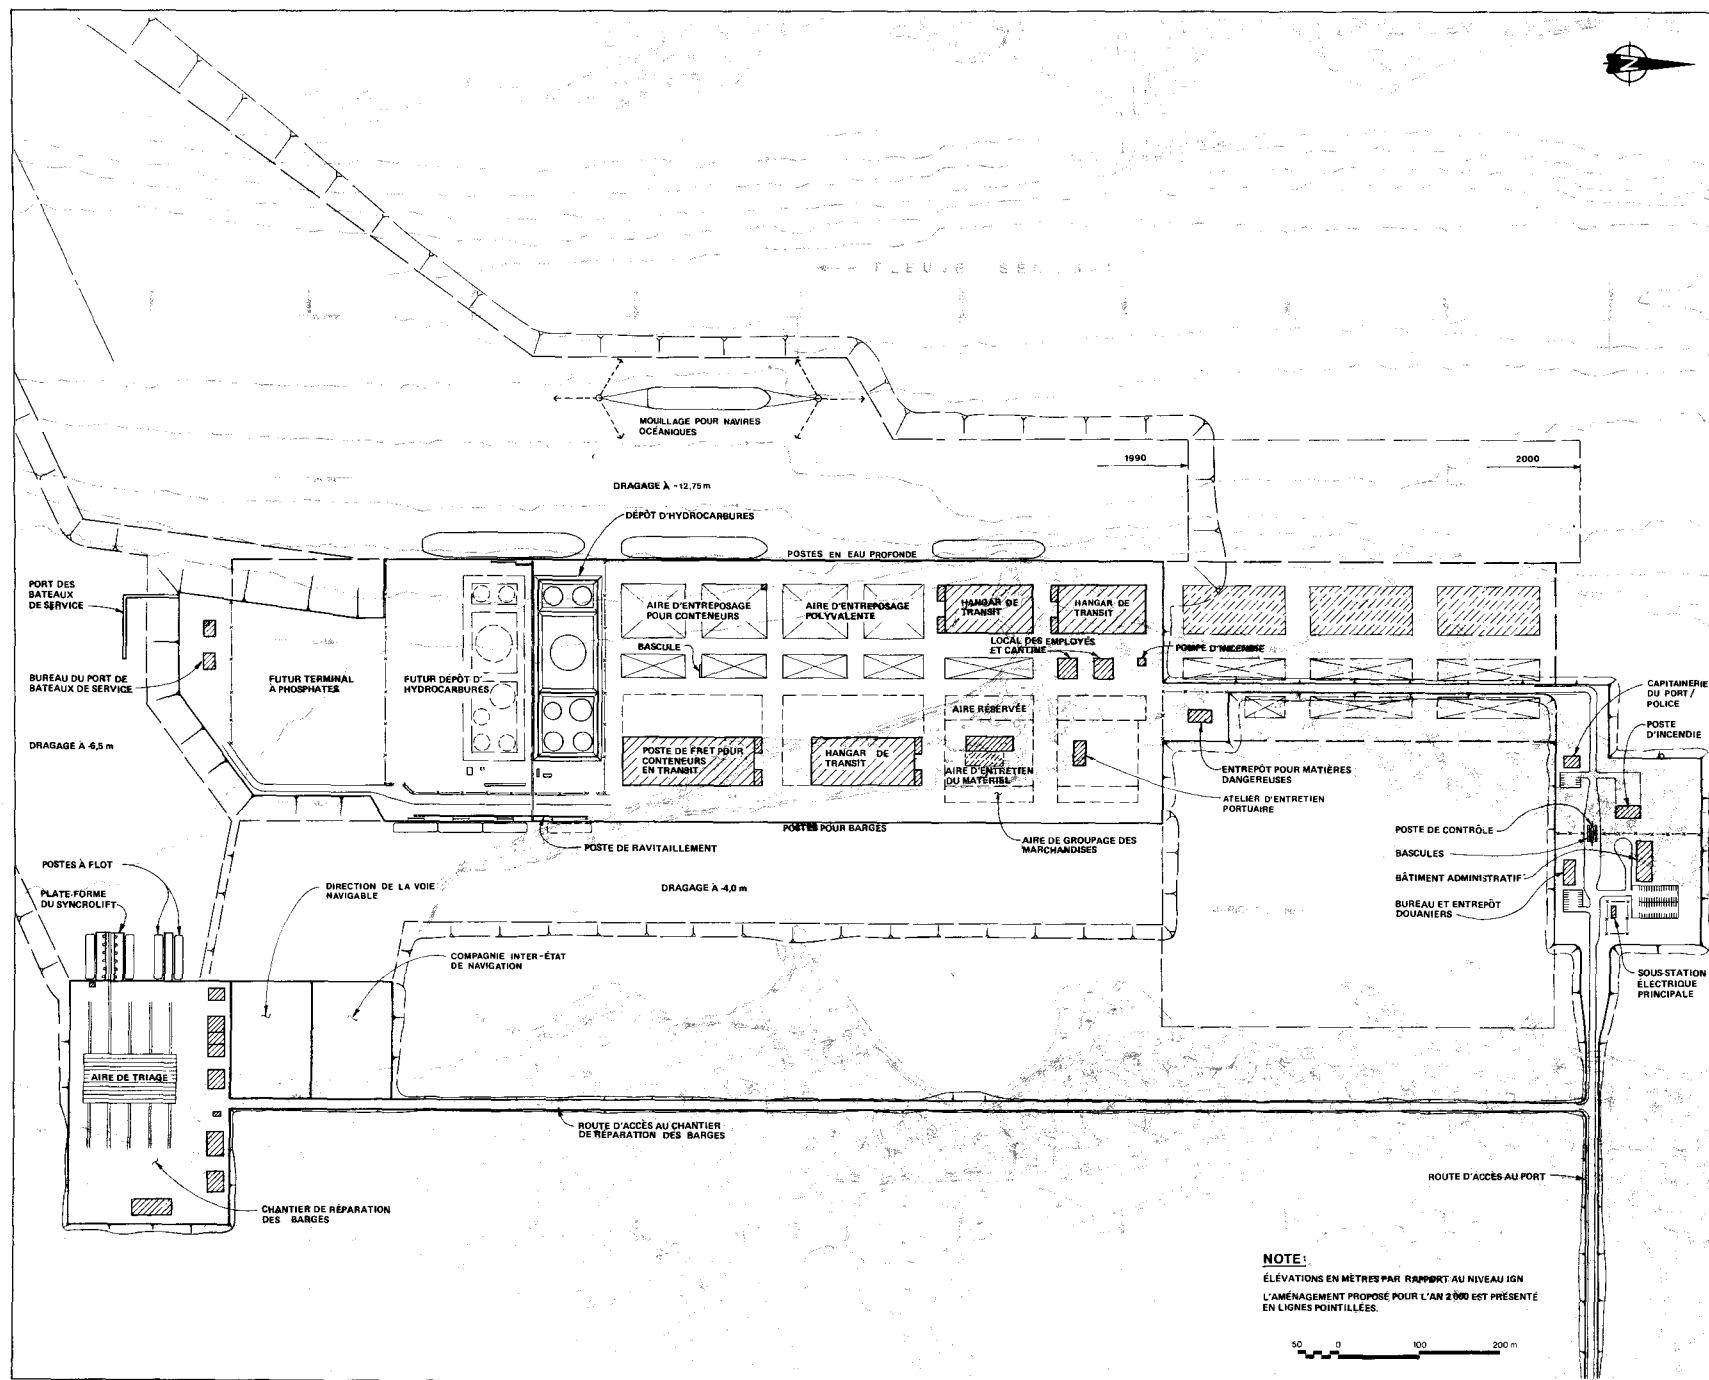 N
← FLEUVE
MOUILLAGE POUR NAVIRES
OCÉANIQUES
1990
2000
DRAGAGE À -12,75 m
DÉPÔT D'HYDROCARBURES
POSTES EN EAU PROFONDE
PORT DES
BATEAUX
DE SERVICE
AIRE D'ENTREPOSAGE
POUR CONTENEURS
AIRE D'ENTREPOSAGE
POLYVALENTE
HANGAR DE
TRANSIT
HANGAR DE
TRANSIT
BASCULE
LOCAL DES EMPLOYÉS
ET CANTINE
POMPE D'INCENDIE
BUREAU DU PORT DE
BATEAUX DE SERVICE
FUTUR TERMINAL
À PHOSPHATES
FUTUR DÉPÔT D'
HYDROCARBURES
CAPITAINERIE
DU PORT /
POLICE
AIRE RÉSERVÉE
POSTE
D'INCENDIE
DRAGAGE À -6,5 m
POSTE DE FRET POUR
CONTENEURS
EN TRANSIT
HANGAR DE
TRANSIT
AIRE D'ENTRETIEN
DU MATÉRIEL
ENTREPÔT POUR MATIÈRES
DANGEREUSES
ATELIER D'ENTRETIEN
PORTUAIRE
POSTES POUR BARGES
POSTE DE RAVITAILLEMENT
AIRE DE GROUPAGE DES
MARCHANDISES
POSTE DE CONTRÔLE
BASCULES
BÂTIMENT ADMINISTRATIF
BUREAU ET ENTREPÔT
DOUANIERS
POSTES À FLOT
PLATE-FORME
DU SYNCROLIFT
DIRECTION DE LA VOIE
NAVIGABLE
DRAGAGE À -4,0 m
COMPAGNIE INTER-ÉTAT
DE NAVIGATION
SOUS-STATION
ÉLECTRIQUE
PRINCIPALE
AIRE DE TRIAGE
ROUTE D'ACCÈS AU CHANTIER
DE RÉPARATION DES BARGES
ROUTE D'ACCÈS AU PORT
CHANTIER DE RÉPARATION
DES BARGES
NOTE:
ÉLÉVATIONS EN MÈTRES PAR RAPPORT AU NIVEAU IGN
L'AMÉNAGEMENT PROPOSÉ POUR L'AN 2000 EST PRÉSENTÉ
EN LIGNES POINTILLÉES.
50 0 100 200 m